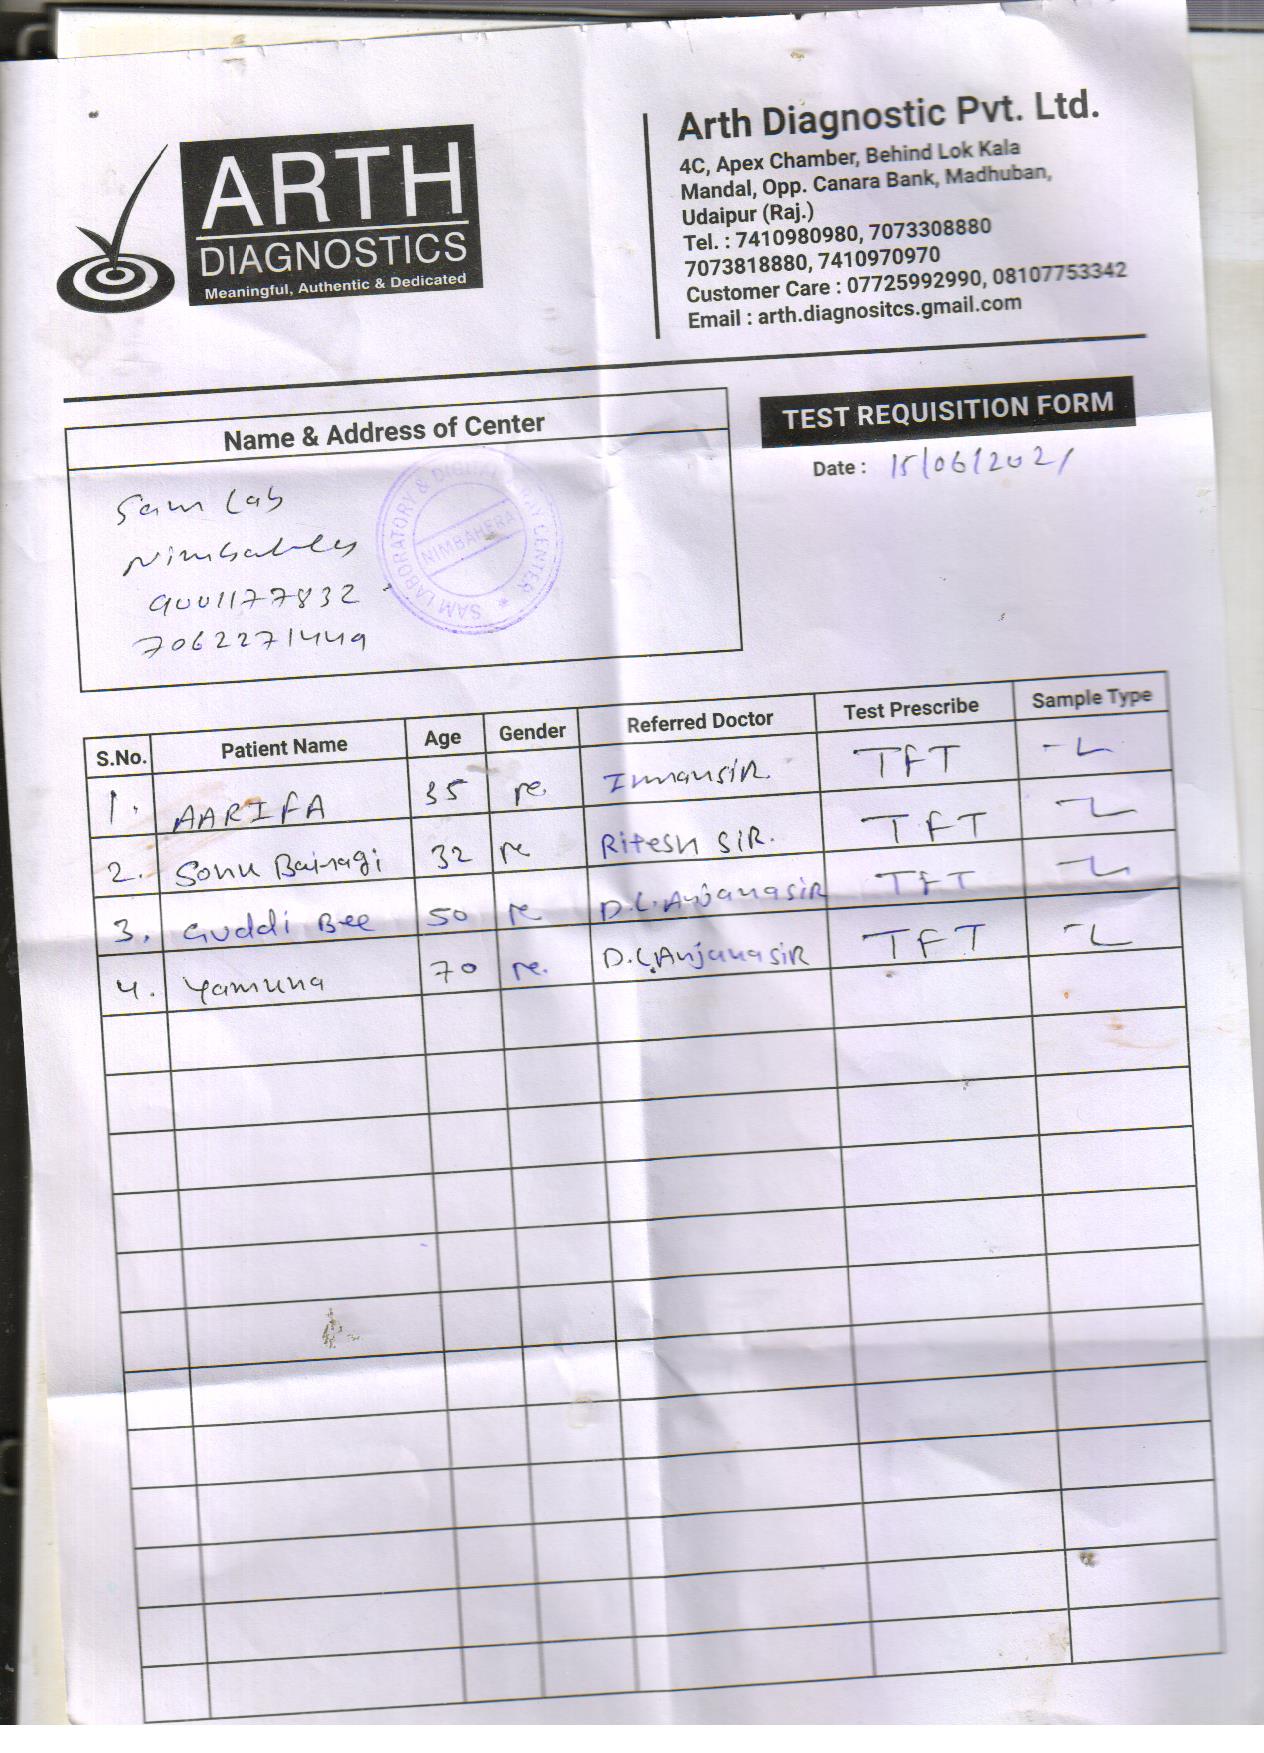 ARTH
DIAGNOSTICS
Meaningful, Authentic & Dedicated
Arth Diagnostic Pvt. Ltd.
4C, Apex Chamber, Behind Lok Kala
Mandal, Opp. Canara Bank, Madhuban,
Udaipur (Raj.)
Tel. : 7410980980, 7073308880
7073818880, 7410970970
Customer Care : 07725992990, 08107753342
Email : arth.diagnositcs.gmail.com
Name & Address of Center
TEST REQUISITION FORM
Date : 15/06/2021
Sam Lab
9001177832
7062271449
SAM LABORATORY & DIGITAL X-RAY CENTER
NIMBAHERA
S.No. Patient Name Age Gender Referred Doctor Test Prescribe Sample Type
1. AARIFA 35 TFT
2. Sonu Bairagi 32 Ritesh SIR. TFT
3. Guddi Bee 50 D.L.Anjana SIR TFT
4. Yamuna 70 D.L.Anjana SIR TFT